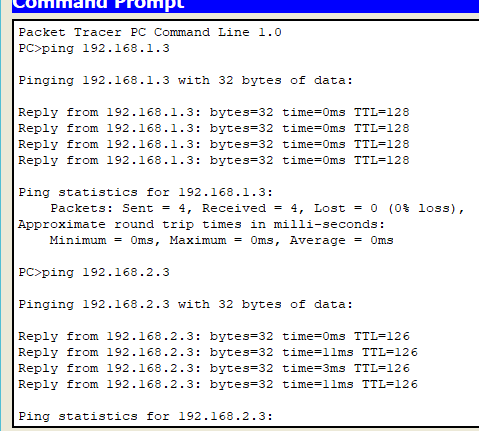 Command Prompt
Packet Tracer PC Command Line 1.0
PC>ping 192.168.1.3
Pinging 192.168.1.3 with 32 bytes of data:
Reply from 192.168.1.3: bytes=32 time=0ms TTL=128
Reply from 192.168.1.3: bytes=32 time=0ms TTL=128
Reply from 192.168.1.3: bytes=32 time=0ms TTL=128
Reply from 192.168.1.3: bytes=32 time=0ms TTL=128
Ping statistics for 192.168.1.3:
Packets: Sent = 4, Received = 4, Lost = 0 (0% loss),
Approximate round trip times in milli-seconds:
Minimum = 0ms, Maximum = 0ms, Average = 0ms
PC>ping 192.168.2.3
Pinging 192.168.2.3 with 32 bytes of data:
Reply from 192.168.2.3: bytes=32 time=0ms TTL=126
Reply from 192.168.2.3: bytes=32 time=11ms TTL=126
Reply from 192.168.2.3: bytes=32 time=3ms TTL=126
Reply from 192.168.2.3: bytes=32 time=11ms TTL=126
Ping statistics for 192.168.2.3: